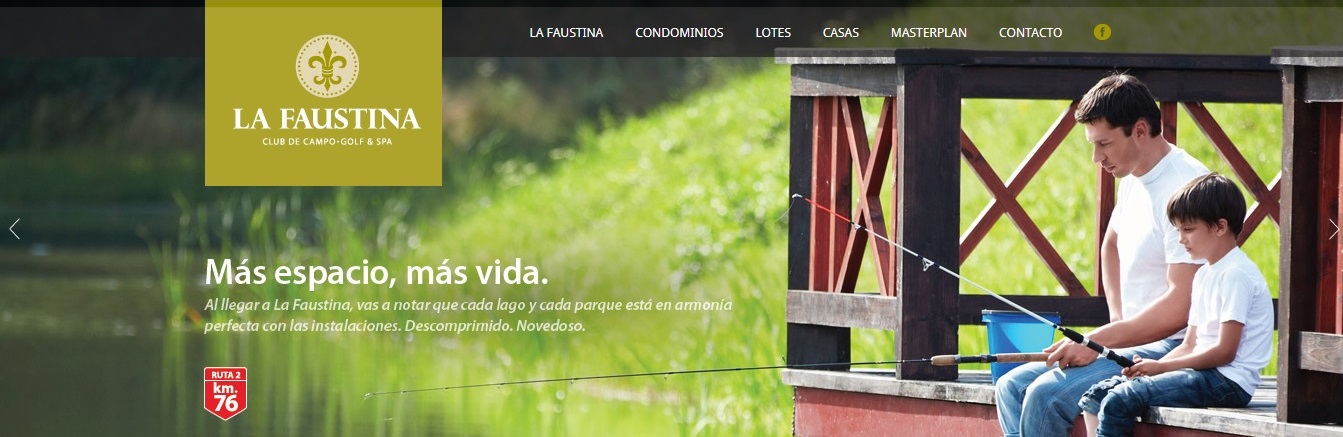 LA FAUSTINA CONDOMINIOS LOTES CASAS MASTERPLAN CONTACTO f
LA FAUSTINA
CLUB DE CAMPO·GOLF & SPA
Más espacio, más vida.
Al llegar a La Faustina, vas a notar que cada lago y cada parque está en armonía
perfecta con las instalaciones. Descomprimido. Novedoso.
RUTA 2
km.
76